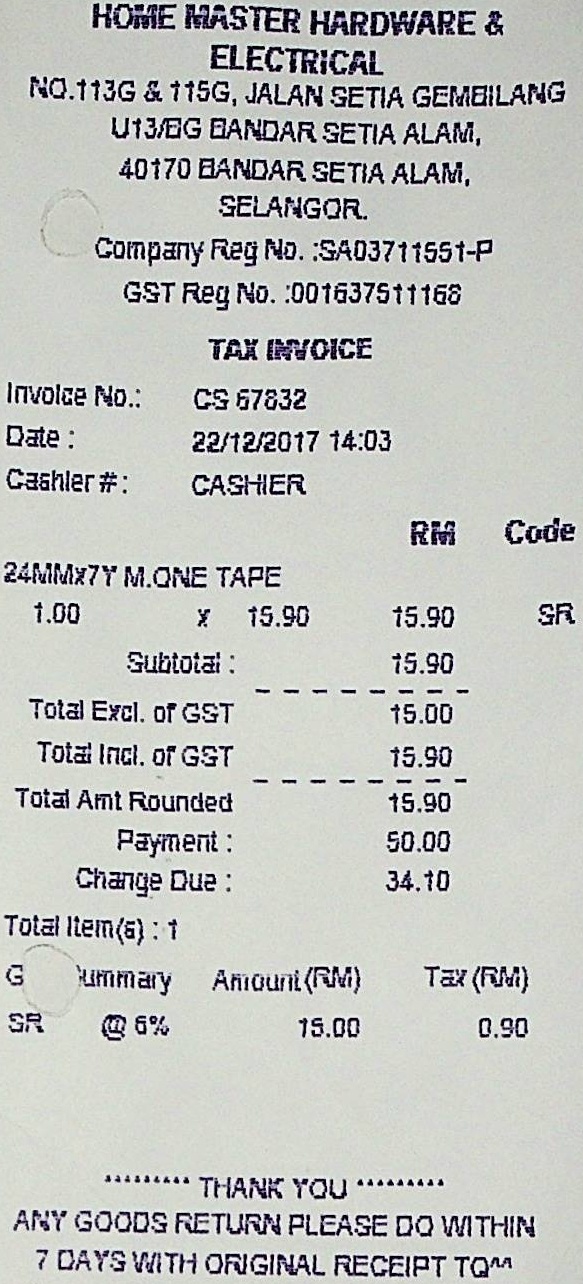 HOME MASTER HARDWARE &
ELECTRICAL
NO.113G & 115G, JALAN SETIA GEMBILANG
U13/BG BANDAR SETIA ALAM,
40170 BANDAR SETIA ALAM,
SELANGOR.
Company Reg No. :SA03711551-P
GST Reg No. :001637511168
TAX INVOICE
Invoice No.: CS 67832
Date : 22/12/2017 14:03
Cashier # : CASHIER
RM Code
24MMx7Y M.ONE TAPE
1.00 x 15.90 15.90 SR
Subtotal : 15.90
Total Excl. of GST 15.00
Total Incl. of GST 15.90
Total Amt Rounded 15.90
Payment : 50.00
Change Due : 34.10
Total Item(s) : 1
G ummary Amount (RM) Tax (RM)
SR @ 6% 15.00 0.90
********* THANK YOU *********
ANY GOODS RETURN PLEASE DO WITHIN
7 DAYS WITH ORIGINAL RECEIPT TQ^^